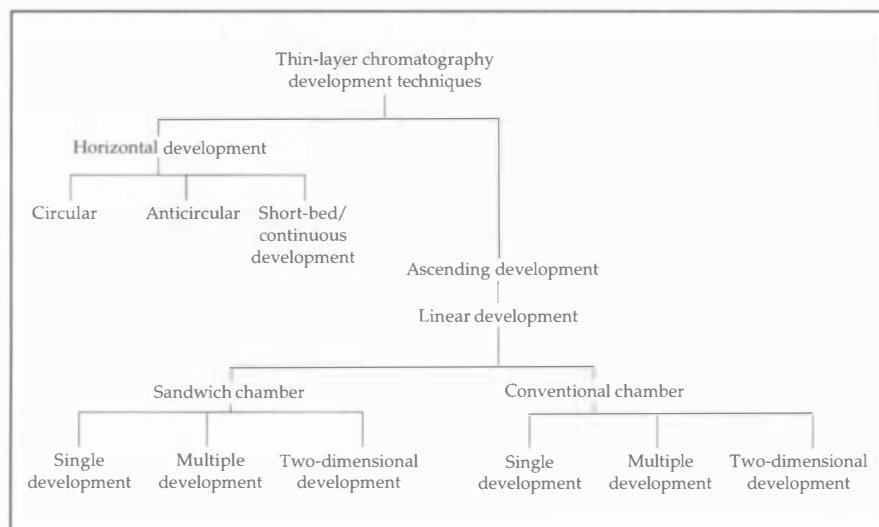 Thin-layer chromatography
development techniques
Horizontal development
Circular
Anticircular
Short-bed/
continuous
development
Ascending development
Linear development
Sandwich chamber
Conventional chamber
Single
development
Multiple
development
Two-dimensional
development
Single
development
Multiple
development
Two-dimensional
development